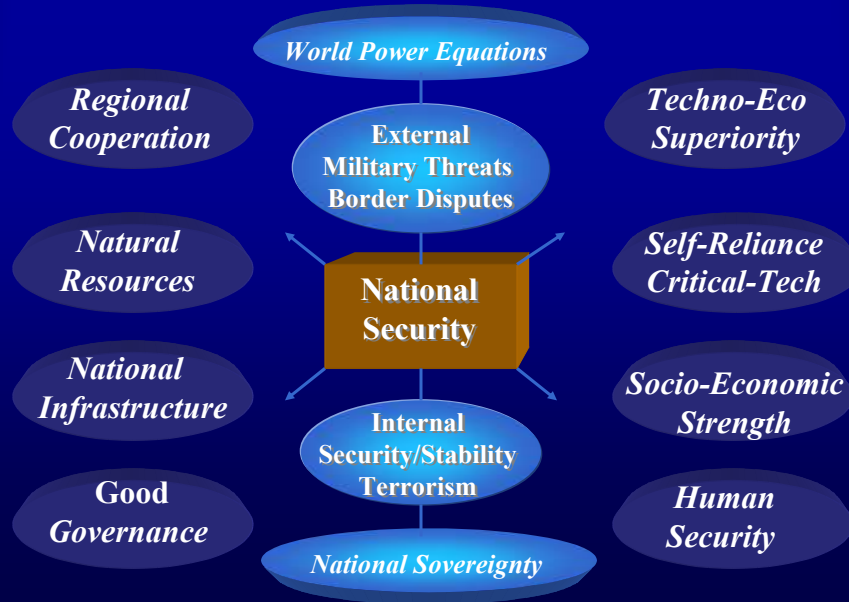 World Power Equations
Regional
Cooperation
External
Military Threats
Border Disputes
Techno-Eco
Superiority
Natural
Resources
National
Security
Self-Reliance
Critical-Tech
National
Infrastructure
Internal
Security/Stability
Terrorism
Socio-Economic
Strength
Good
Governance
Human
Security
National Sovereignty